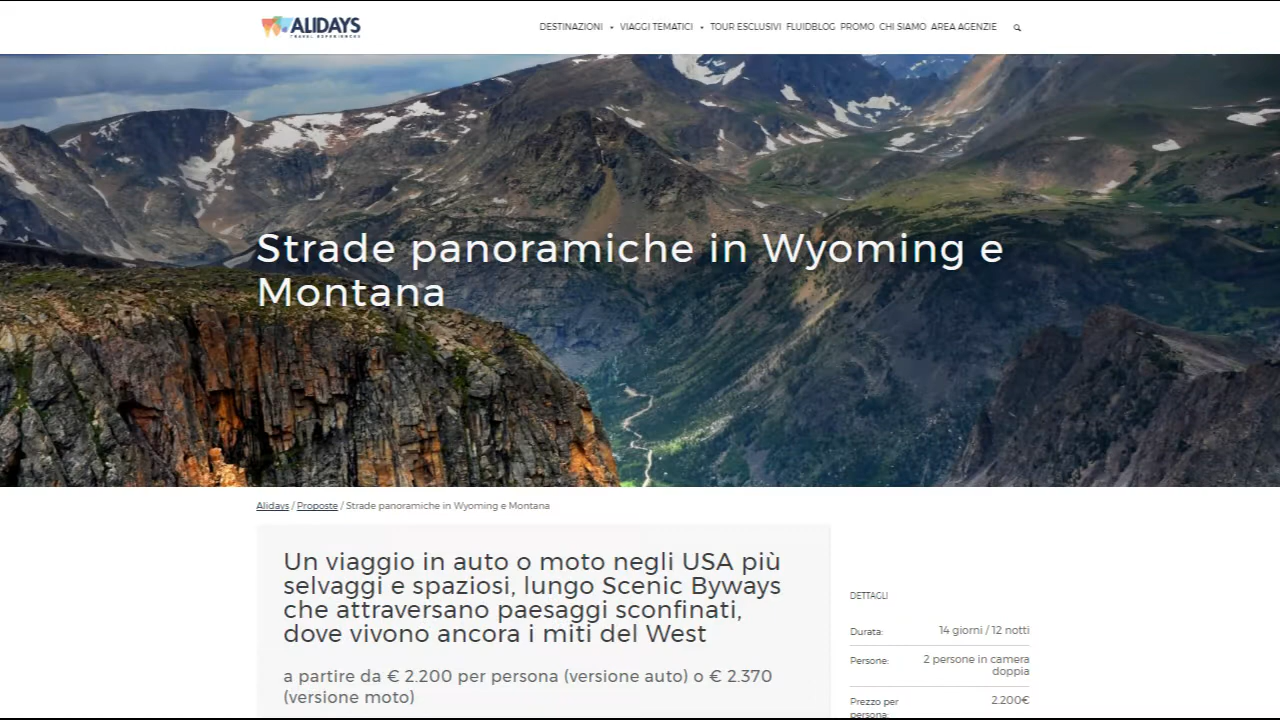 ALIDAYS
TRAVEL EXPERIENCES
DESTINAZIONI VIAGGI TEMATICI TOUR ESCLUSIVI FLUIDBLOG PROMO CHI SIAMO AREA AGENZIE
Strade panoramiche in Wyoming e
Montana
Alidays / Proposte / Strade panoramiche in Wyoming e Montana
Un viaggio in auto o moto negli USA più
selvaggi e spaziosi, lungo Scenic Byways
che attraversano paesaggi sconfinati,
dove vivono ancora i miti del West
a partire da € 2.200 per persona (versione auto) o € 2.370
(versione moto)
DETTAGLI
Durata: 14 giorni / 12 notti
Persone: 2 persone in camera
doppia
Prezzo per 2.200€
persona: